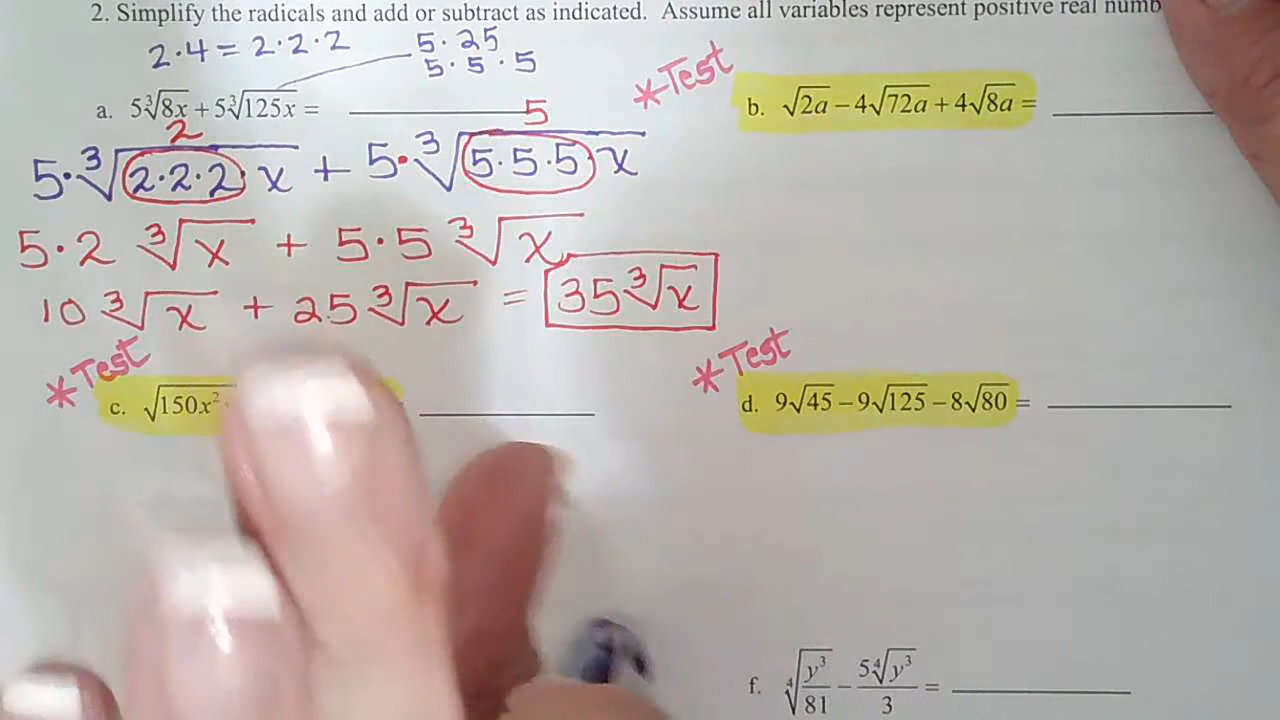 2. Simplify the radicals and add or subtract as indicated. Assume all variables represent positive real numb
2·4 = 2·2·2
5·25
5·5·5
a. 5∛8x + 5∛125x =
*Test
b. √2a − 4√72a + 4√8a =
2
5
5·∛2·2·2·x + 5·∛5·5·5 x
5·2 ∛x + 5·5 ∛x
10 ∛x + 25 ∛x = 35∛x
*Test
c. √150x²
*Test
d. 9√45 − 9√125 − 8√80 =
f. ∜y³/81 − 5∜y³/3 =